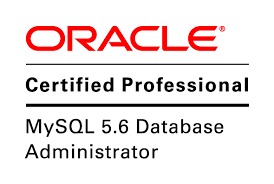 ORACLE®
Certified Professional
MySQL 5.6 Database
Administrator